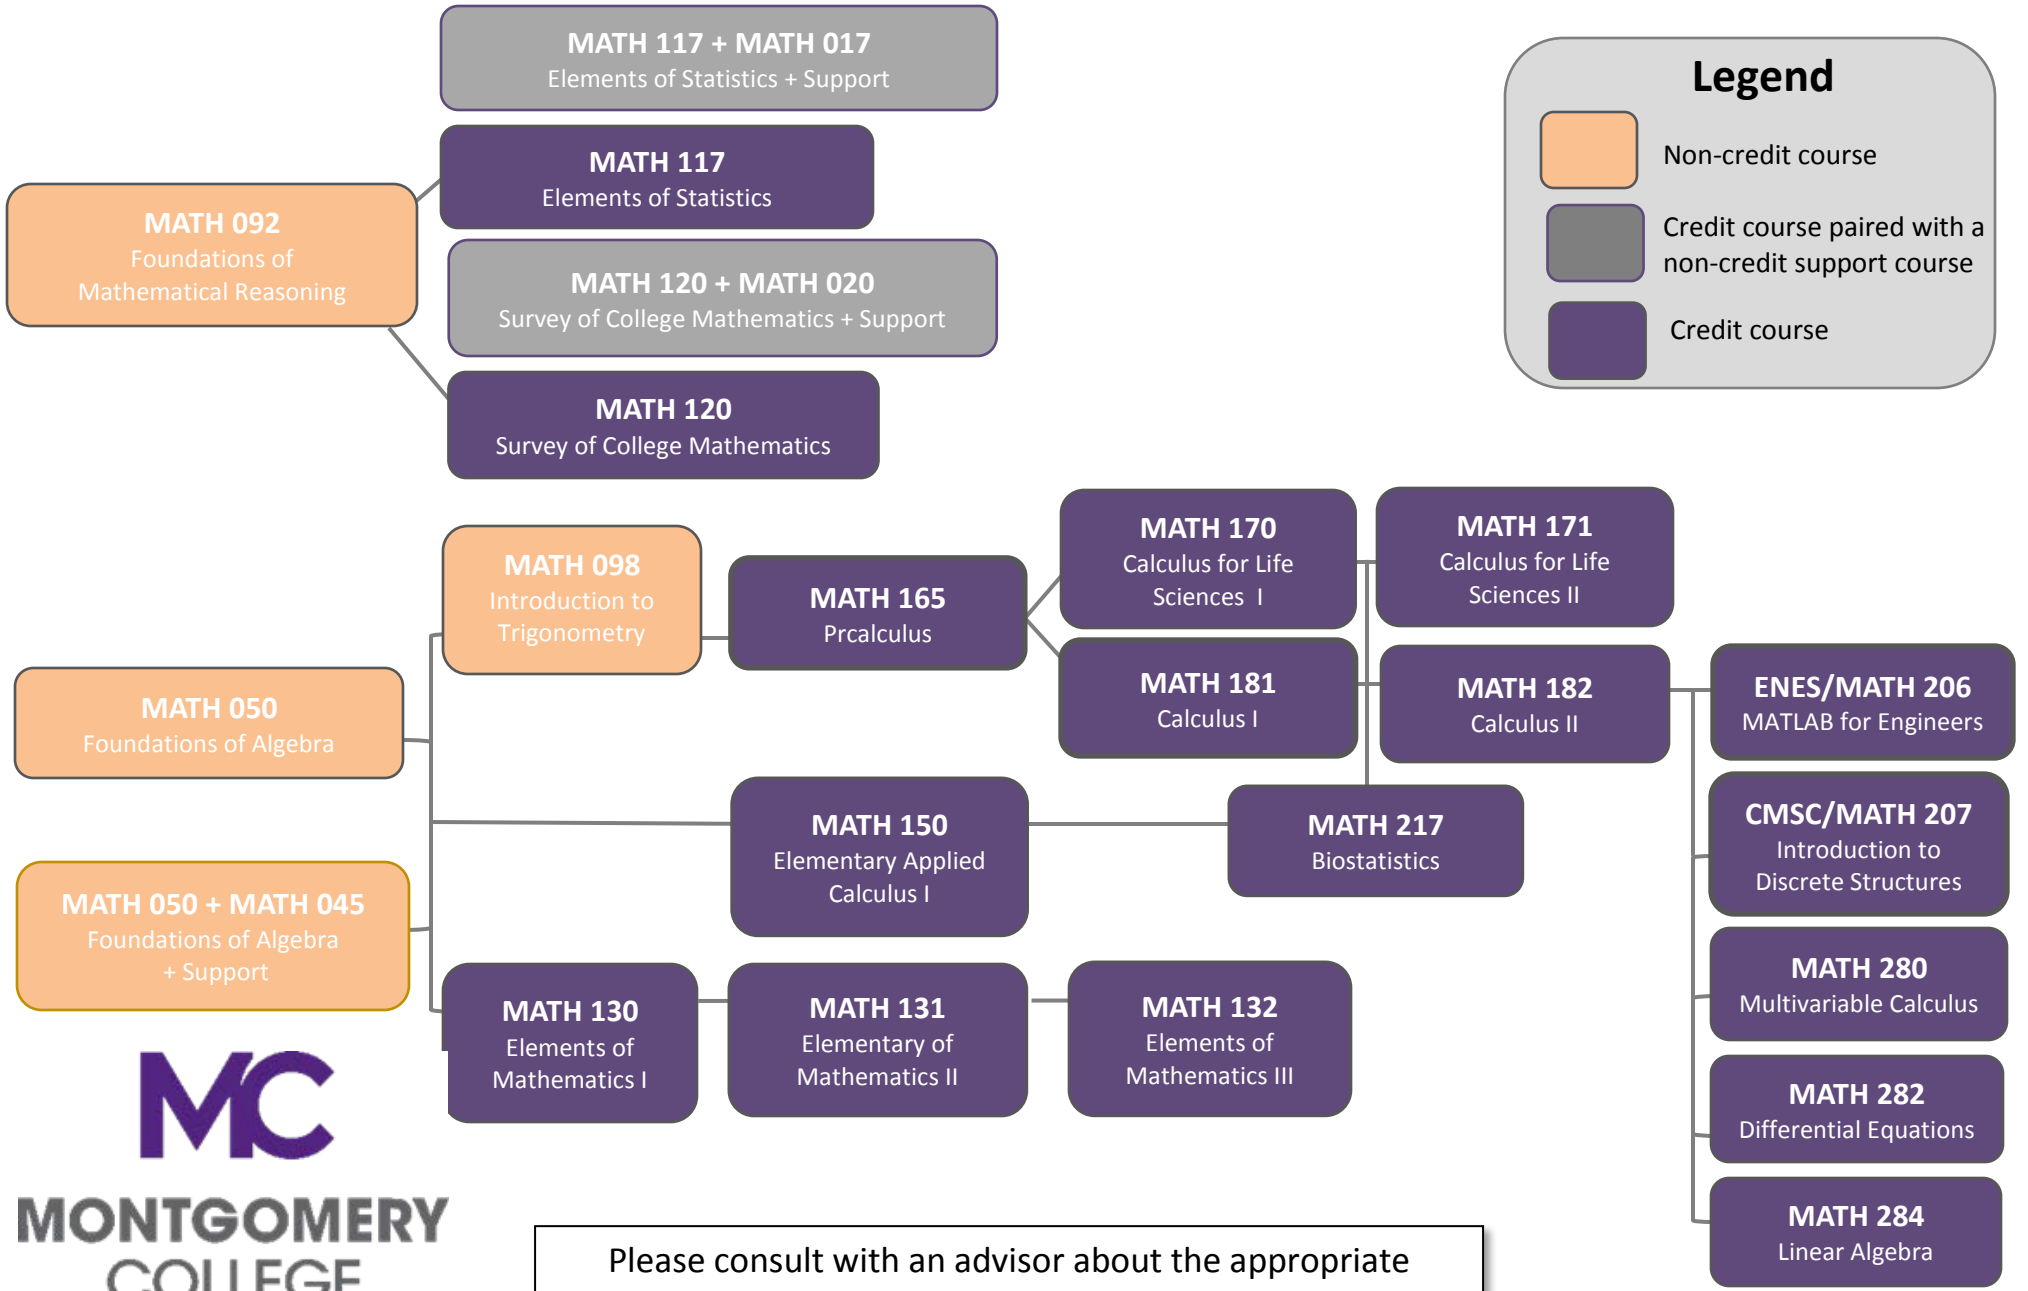 MATH 117 + MATH 017
Elements of Statistics + Support
MATH 117
Elements of Statistics
MATH 092
Foundations of
Mathematical Reasoning
MATH 120 + MATH 020
Survey of College Mathematics + Support
MATH 120
Survey of College Mathematics
Legend
Non-credit course
Credit course paired with a
non-credit support course
Credit course
MATH 098
Introduction to
Trigonometry
MATH 165
Prcalculus
MATH 170
Calculus for Life
Sciences I
MATH 171
Calculus for Life
Sciences II
MATH 181
Calculus I
MATH 182
Calculus II
ENES/MATH 206
MATLAB for Engineers
MATH 050
Foundations of Algebra
MATH 150
Elementary Applied
Calculus I
MATH 217
Biostatistics
CMSC/MATH 207
Introduction to
Discrete Structures
MATH 050 + MATH 045
Foundations of Algebra
+ Support
MATH 130
Elements of
Mathematics I
MATH 131
Elementary of
Mathematics II
MATH 132
Elements of
Mathematics III
MATH 280
Multivariable Calculus
MATH 282
Differential Equations
MATH 284
Linear Algebra
MC
MONTGOMERY
COLLEGE
Please consult with an advisor about the appropriate